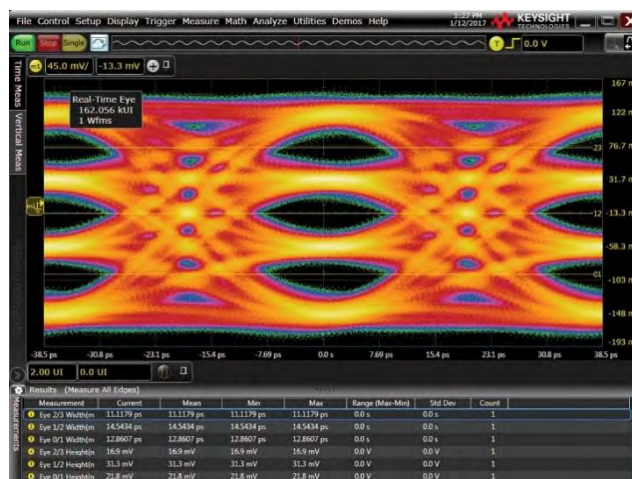 File Control Setup Display Trigger Measure Math Analyze Utilities Demos Help
1:27 PM
1/12/2017
KEYSIGHT
TECHNOLOGIES
Run Stop Single
T 0.0 V
m1 45.0 mV/ -13.3 mV
Time Meas
Vertical Meas
Real-Time Eye
162.056 kUI
1 Wfms
167 m
122 m
23 76.7 m
31.7 m
12 -13.3 m
-58.3 m
01 -103 m
-148 m
-193 m
-38.5 ps -30.8 ps -23.1 ps -15.4 ps -7.69 ps 0.0 s 7.69 ps 15.4 ps 23.1 ps 30.8 ps 38.5 ps
2.00 UI 0.0 UI
Results (Measure All Edges)
Measurements
Measurement Current Mean Min Max Range (Max-Min) Std Dev Count
Eye 2/3 Width(m 11.1179 ps 11.1179 ps 11.1179 ps 11.1179 ps 0.0 s 0.0 s 1
Eye 1/2 Width(m 14.5434 ps 14.5434 ps 14.5434 ps 14.5434 ps 0.0 s 0.0 s 1
Eye 0/1 Width(m 12.8607 ps 12.8607 ps 12.8607 ps 12.8607 ps 0.0 s 0.0 s 1
Eye 2/3 Height(m 16.9 mV 16.9 mV 16.9 mV 16.9 mV 0.0 V 0.0 V 1
Eye 1/2 Height(m 31.3 mV 31.3 mV 31.3 mV 31.3 mV 0.0 V 0.0 V 1
Eye 0/1 Height(m 21.8 mV 21.8 mV 21.8 mV 21.8 mV 0.0 V 0.0 V 1